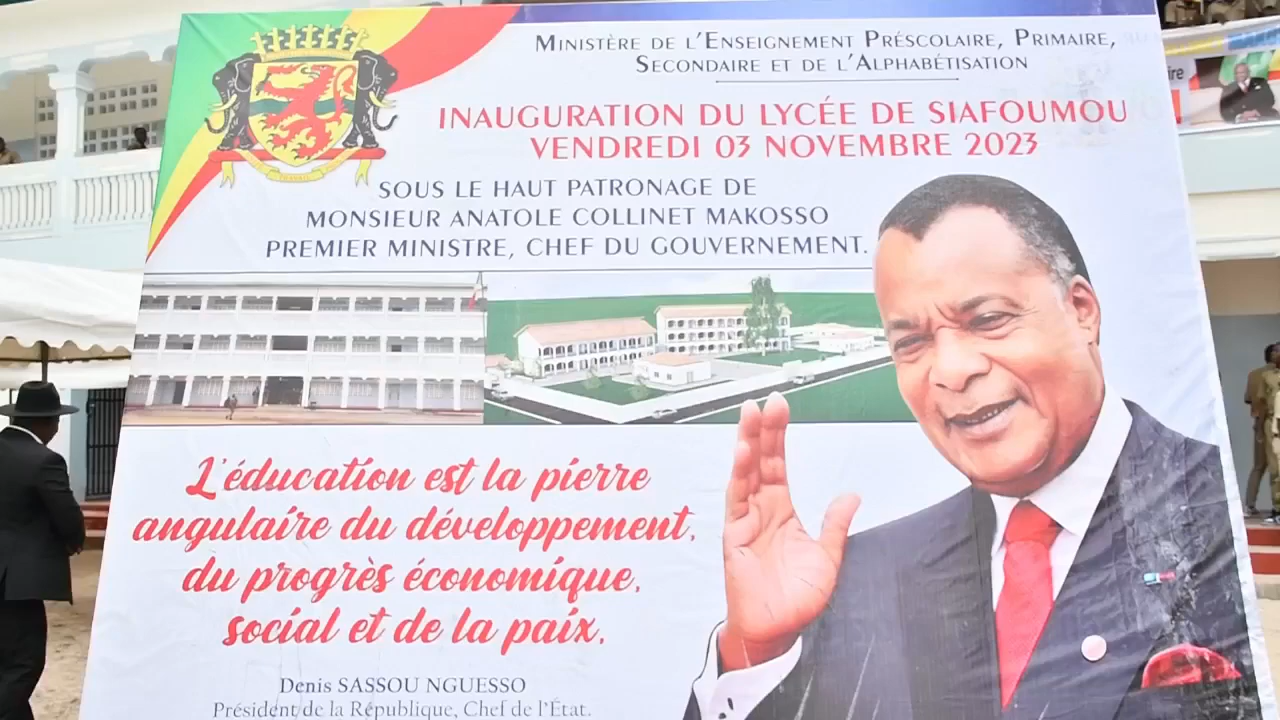 MINISTÈRE DE L'ENSEIGNEMENT PRÉSCOLAIRE, PRIMAIRE,
SECONDAIRE ET DE L'ALPHABÉTISATION
INAUGURATION DU LYCÉE DE SIAFOUMOU
VENDREDI 03 NOVEMBRE 2023
SOUS LE HAUT PATRONAGE DE
MONSIEUR ANATOLE COLLINET MAKOSSO
PREMIER MINISTRE, CHEF DU GOUVERNEMENT.
L'éducation est la pierre
angulaire du développement,
du progrès économique,
social et de la paix.
Denis SASSOU NGUESSO
Président de la République, Chef de l'État.
TRAVAIL